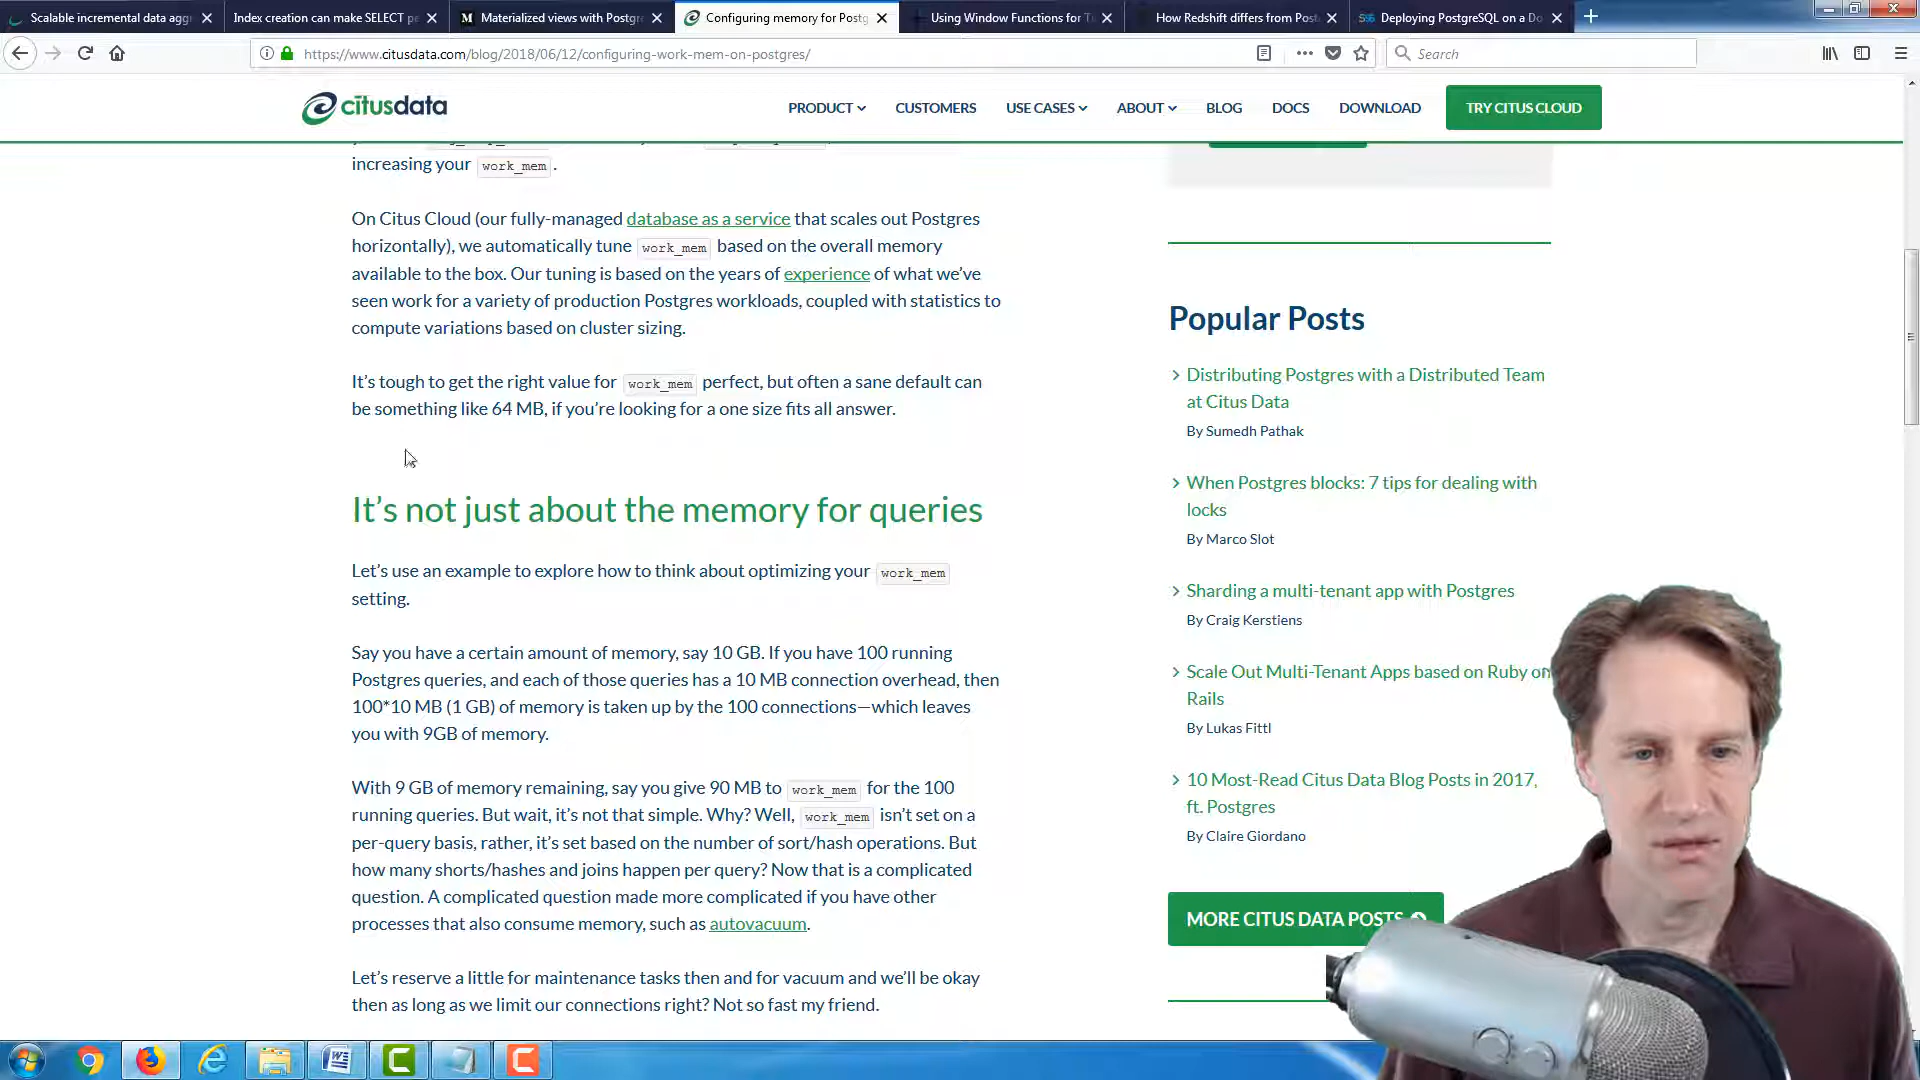 Scalable incremental data aggr
Index creation can make SELECT pe
Materialized views with Postgre
Configuring memory for Postg
Using Window Functions for T
How Redshift differs from Post
Deploying PostgreSQL on a Do
https://www.citusdata.com/blog/2018/06/12/configuring-work-mem-on-postgres/
Search
citusdata
PRODUCT
CUSTOMERS
USE CASES
ABOUT
BLOG
DOCS
DOWNLOAD
TRY CITUS CLOUD
increasing your work_mem.
On Citus Cloud (our fully-managed database as a service that scales out Postgres
horizontally), we automatically tune work_mem based on the overall memory
available to the box. Our tuning is based on the years of experience of what we’ve
seen work for a variety of production Postgres workloads, coupled with statistics to
compute variations based on cluster sizing.
It’s tough to get the right value for work_mem perfect, but often a sane default can
be something like 64 MB, if you’re looking for a one size fits all answer.
It’s not just about the memory for queries
Let’s use an example to explore how to think about optimizing your work_mem
setting.
Say you have a certain amount of memory, say 10 GB. If you have 100 running
Postgres queries, and each of those queries has a 10 MB connection overhead, then
100*10 MB (1 GB) of memory is taken up by the 100 connections—which leaves
you with 9GB of memory.
With 9 GB of memory remaining, say you give 90 MB to work_mem for the 100
running queries. But wait, it’s not that simple. Why? Well, work_mem isn’t set on a
per-query basis, rather, it’s set based on the number of sort/hash operations. But
how many shorts/hashes and joins happen per query? Now that is a complicated
question. A complicated question made more complicated if you have other
processes that also consume memory, such as autovacuum.
Let’s reserve a little for maintenance tasks then and for vacuum and we’ll be okay
then as long as we limit our connections right? Not so fast my friend.
Popular Posts
Distributing Postgres with a Distributed Team
at Citus Data
By Sumedh Pathak
When Postgres blocks: 7 tips for dealing with
locks
By Marco Slot
Sharding a multi-tenant app with Postgres
By Craig Kerstiens
Scale Out Multi-Tenant Apps based on Ruby on
Rails
By Lukas Fittl
10 Most-Read Citus Data Blog Posts in 2017,
ft. Postgres
By Claire Giordano
MORE CITUS DATA POSTS